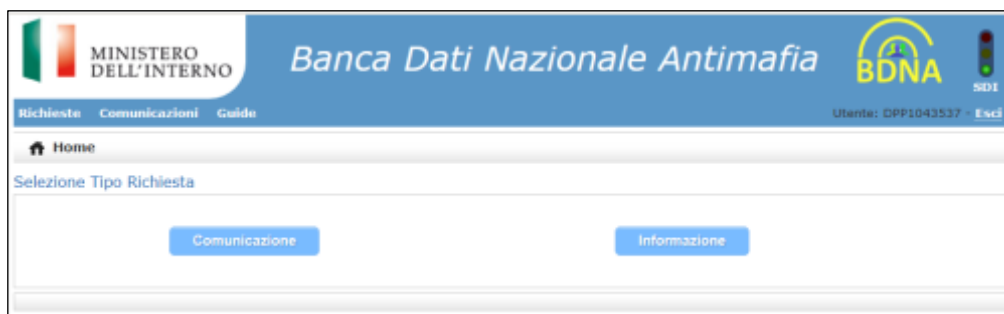 MINISTERO
DELL'INTERNO
Banca Dati Nazionale Antimafia
BDNA
SDI
Richieste Comunicazioni Guide
Utente: DPP1043537 - Esci
Home
Selezione Tipo Richiesta
Comunicazione
Informazione